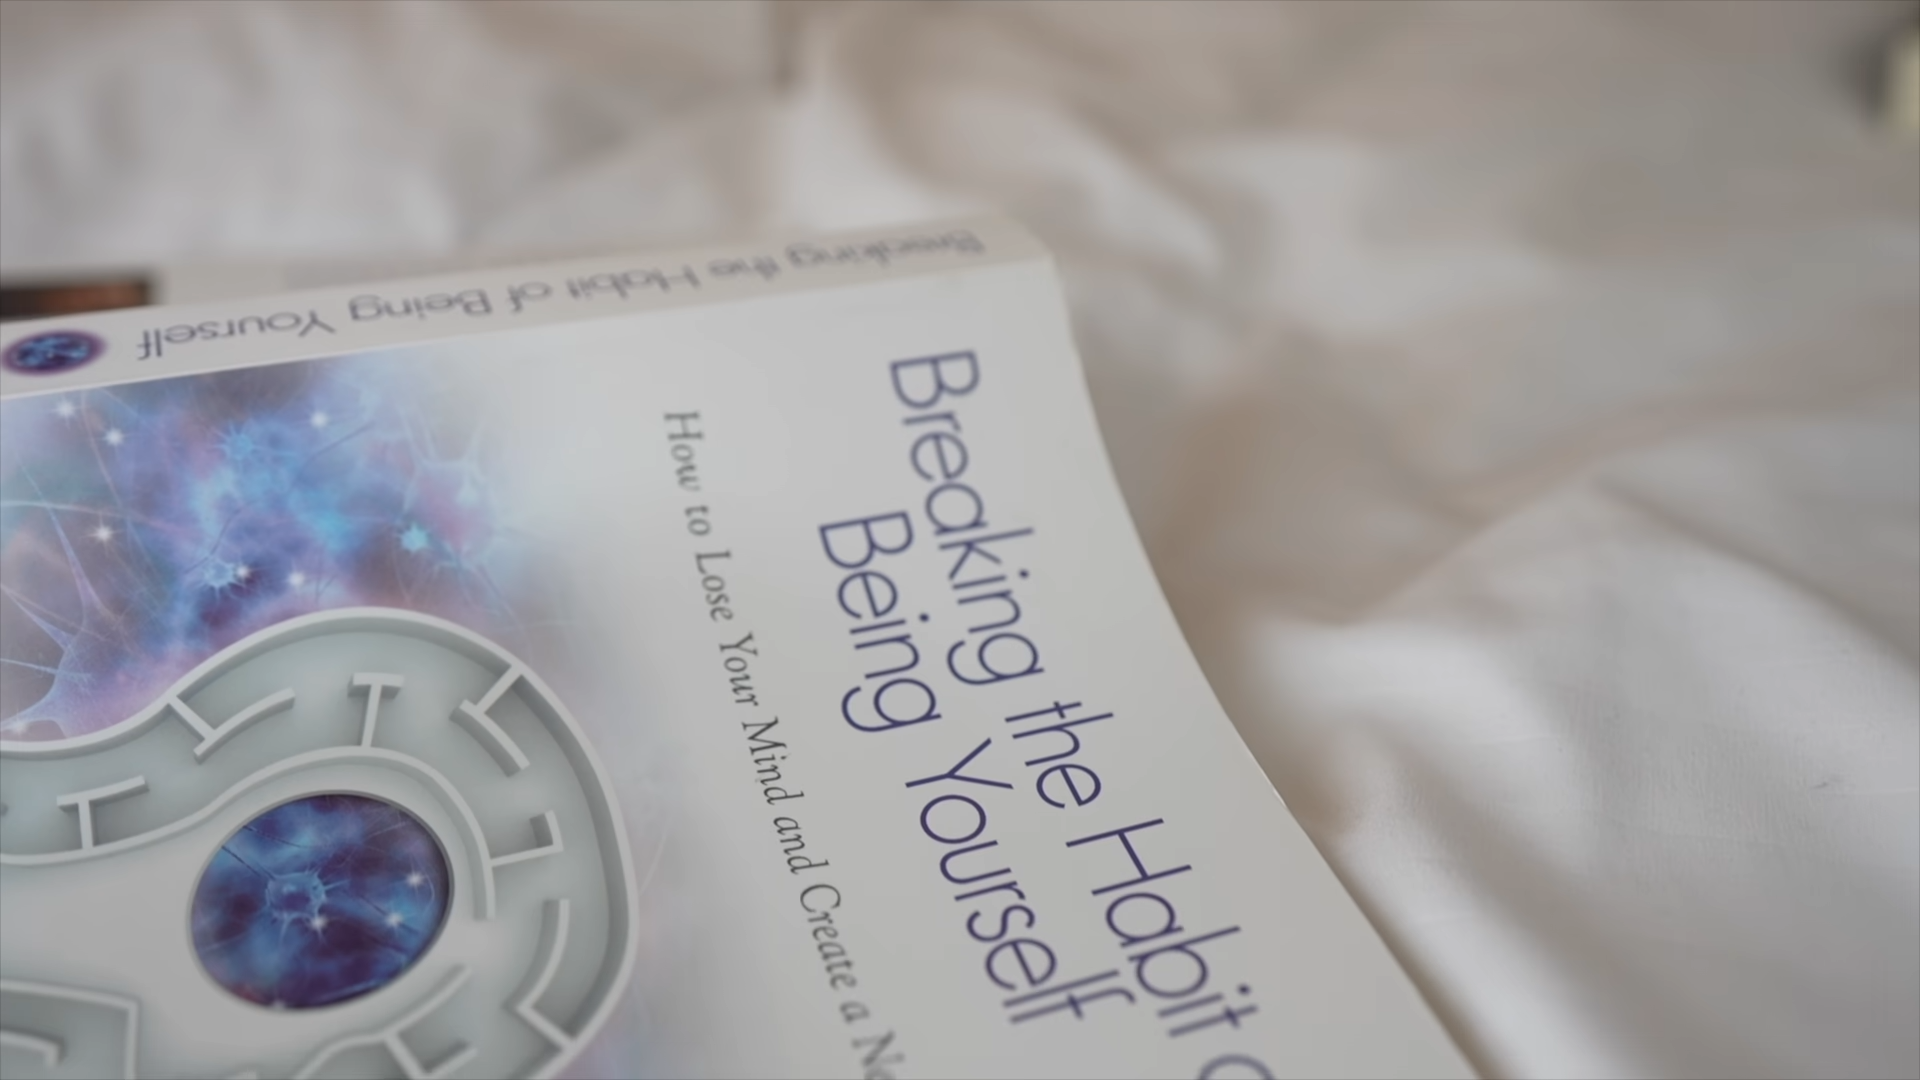 Breaking the Habit of Being Yourself
Breaking the Habit
Being Yourself
How to Lose Your Mind and Create a